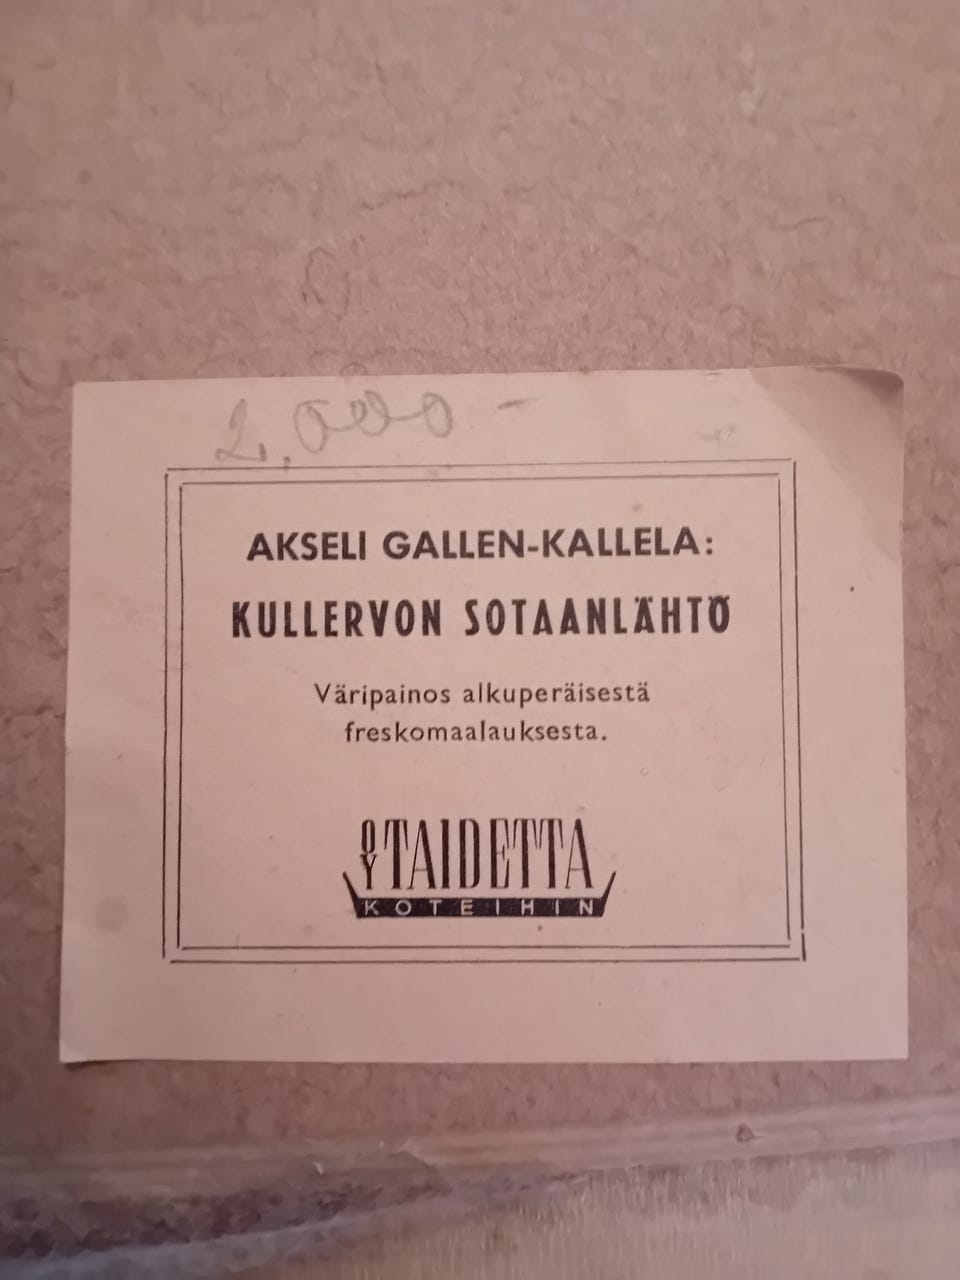 2,000 -
AKSELI GALLEN-KALLELA:
KULLERVON SOTAANLÄHTÖ
Väripainos alkuperäisestä
freskomaalauksesta.
OY TAIDETTA
KOTEIHIN